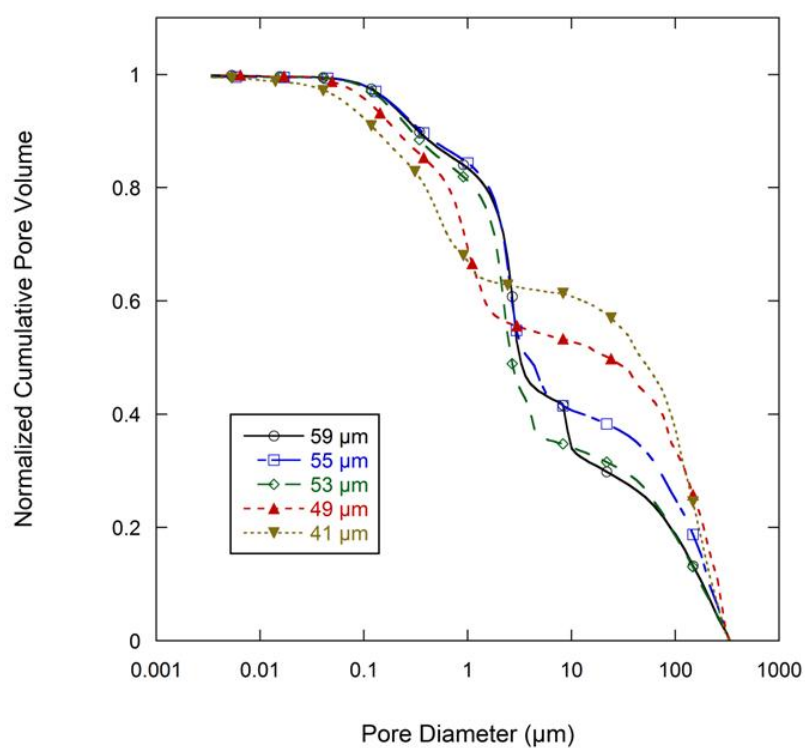 Normalized Cumulative Pore Volume
1
0.8
0.6
0.4
0.2
0
59 µm
55 µm
53 µm
49 µm
41 µm
0.001 0.01 0.1 1 10 100 1000
Pore Diameter (µm)